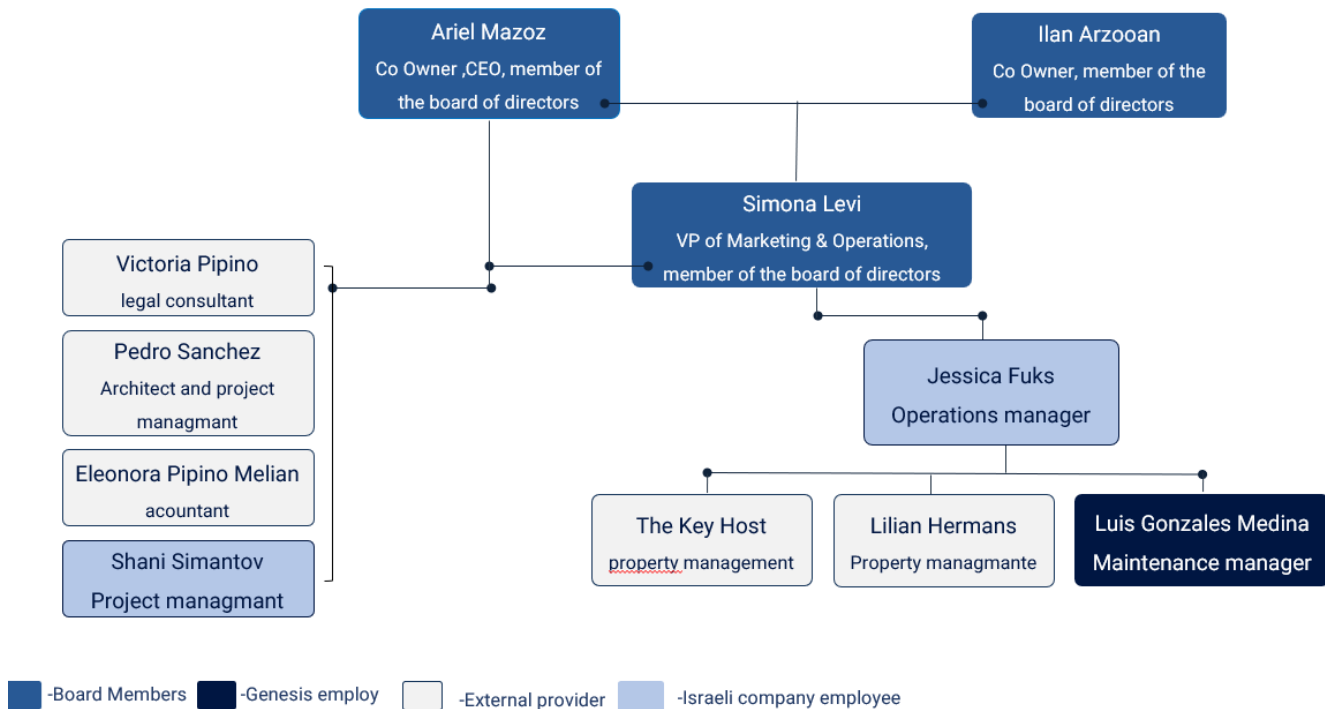 Ariel Mazoz
Co Owner ,CEO, member of
the board of directors
Ilan Arzooan
Co Owner, member of the
board of directors
Simona Levi
VP of Marketing & Operations,
member of the board of directors
Victoria Pipino
legal consultant
Pedro Sanchez
Architect and project
managmant
Eleonora Pipino Melian
acountant
Shani Simantov
Project managmant
Jessica Fuks
Operations manager
The Key Host
property management
Lilian Hermans
Property managmante
Luis Gonzales Medina
Maintenance manager
-Board Members -Genesis employ -External provider -Israeli company employee